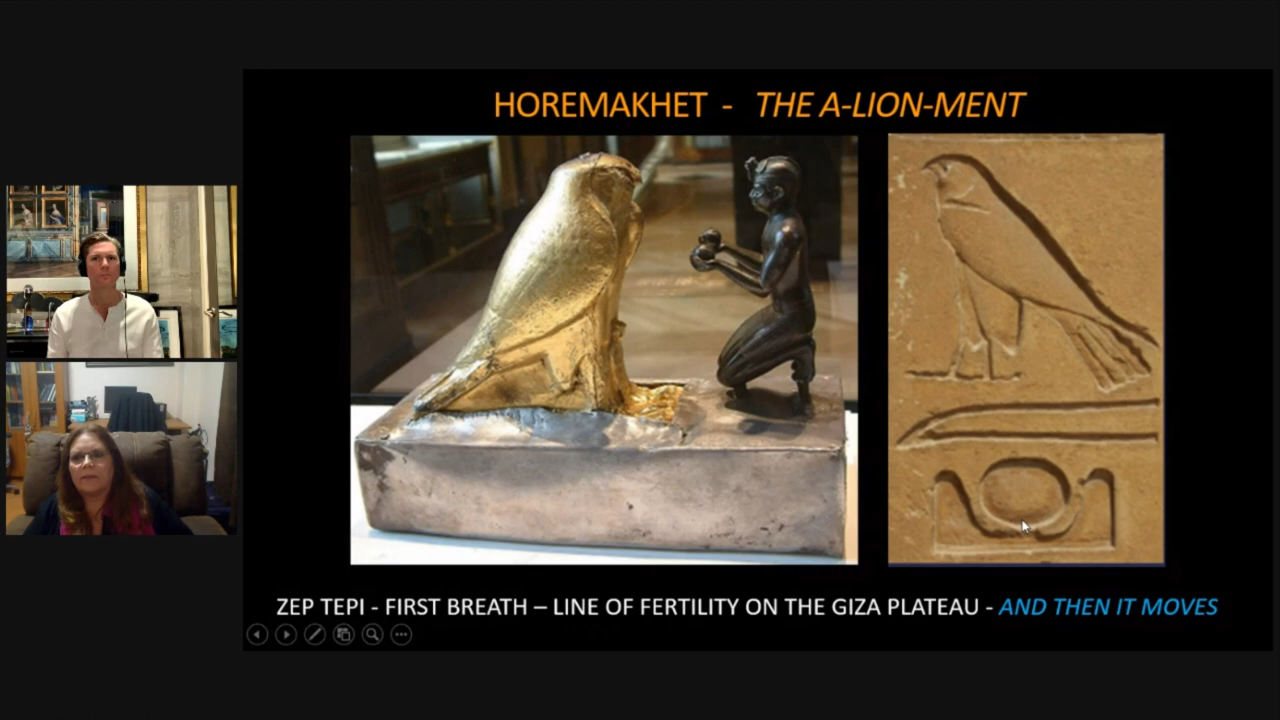 HOREMAKHET - THE A-LION-MENT
ZEP TEPI - FIRST BREATH – LINE OF FERTILITY ON THE GIZA PLATEAU - AND THEN IT MOVES